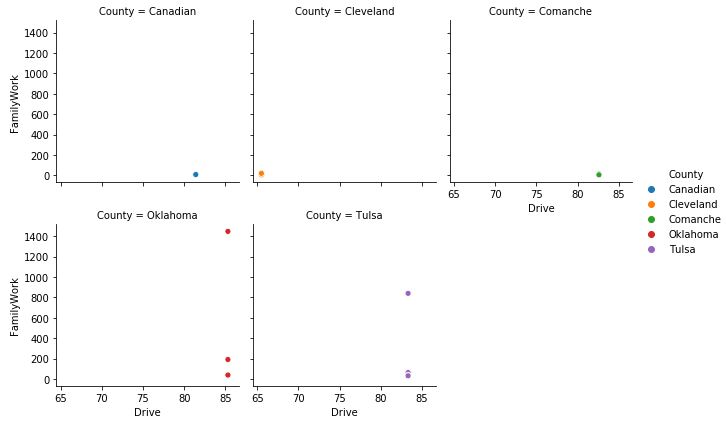 County = Canadian
County = Cleveland
County = Comanche
1400
1200
1000
800
600
400
200
0
FamilyWork
65 70 75 80 85
Drive
County
Canadian
Cleveland
Comanche
Oklahoma
Tulsa
County = Oklahoma
County = Tulsa
1400
1200
1000
800
600
400
200
0
FamilyWork
65 70 75 80 85
65 70 75 80 85
Drive
Drive